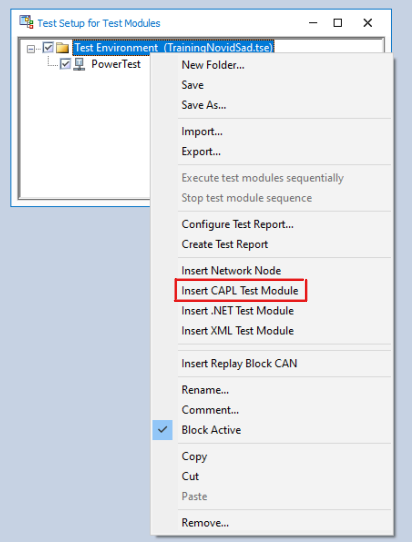 Test Setup for Test Modules
Test Environment (TrainingNovidSad.tse)
PowerTest
New Folder...
Save
Save As...
Import...
Export...
Execute test modules sequentially
Stop test module sequence
Configure Test Report...
Create Test Report
Insert Network Node
Insert CAPL Test Module
Insert .NET Test Module
Insert XML Test Module
Insert Replay Block CAN
Rename...
Comment...
Block Active
Copy
Cut
Paste
Remove...